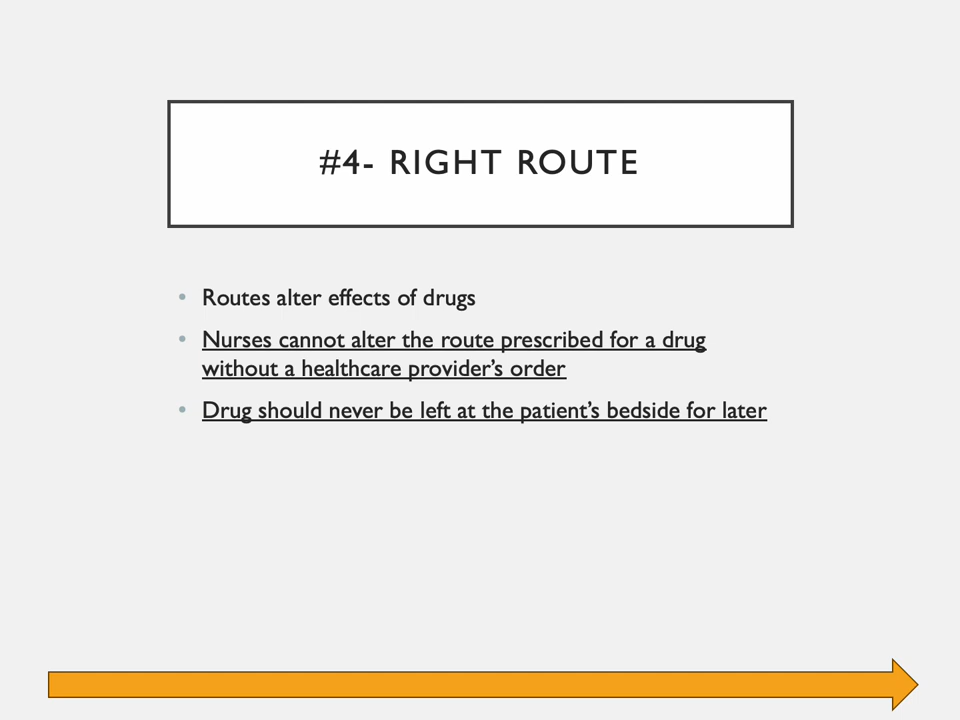 #4- RIGHT ROUTE
• Routes alter effects of drugs
• Nurses cannot alter the route prescribed for a drug
without a healthcare provider’s order
• Drug should never be left at the patient’s bedside for later